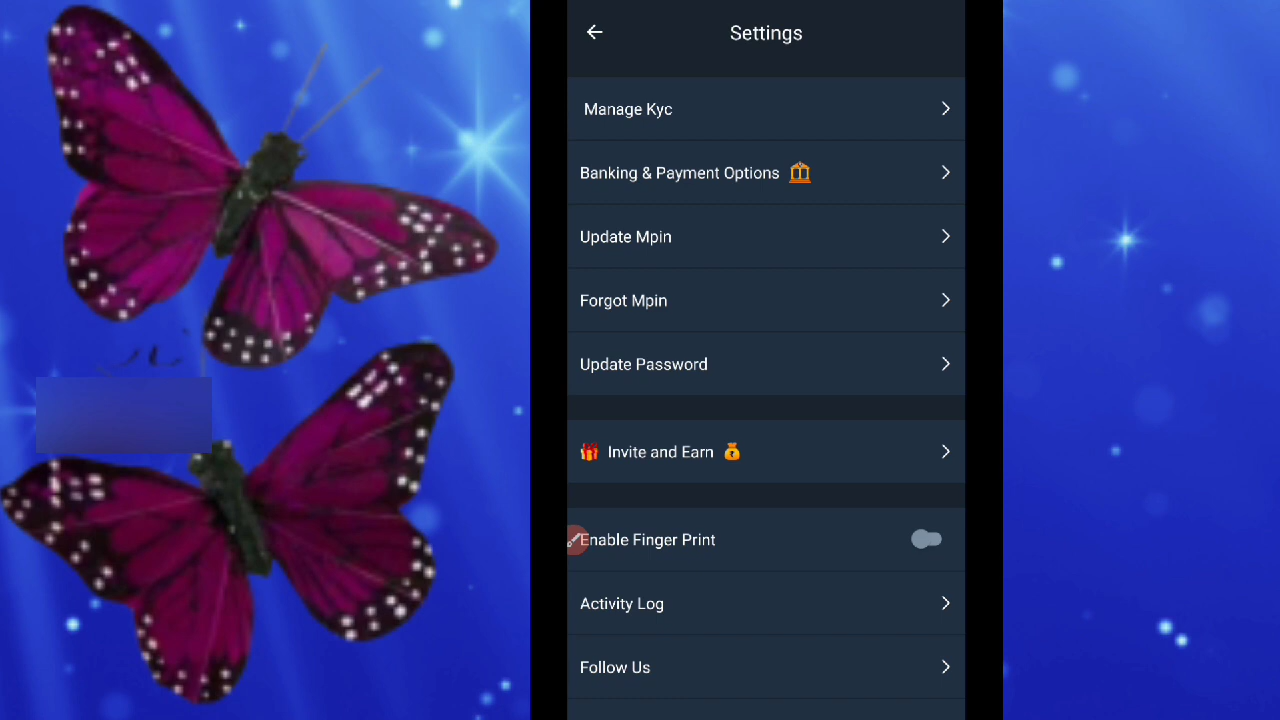 Settings
Manage Kyc
Banking & Payment Options
Update Mpin
Forgot Mpin
Update Password
Invite and Earn
Enable Finger Print
Activity Log
Follow Us